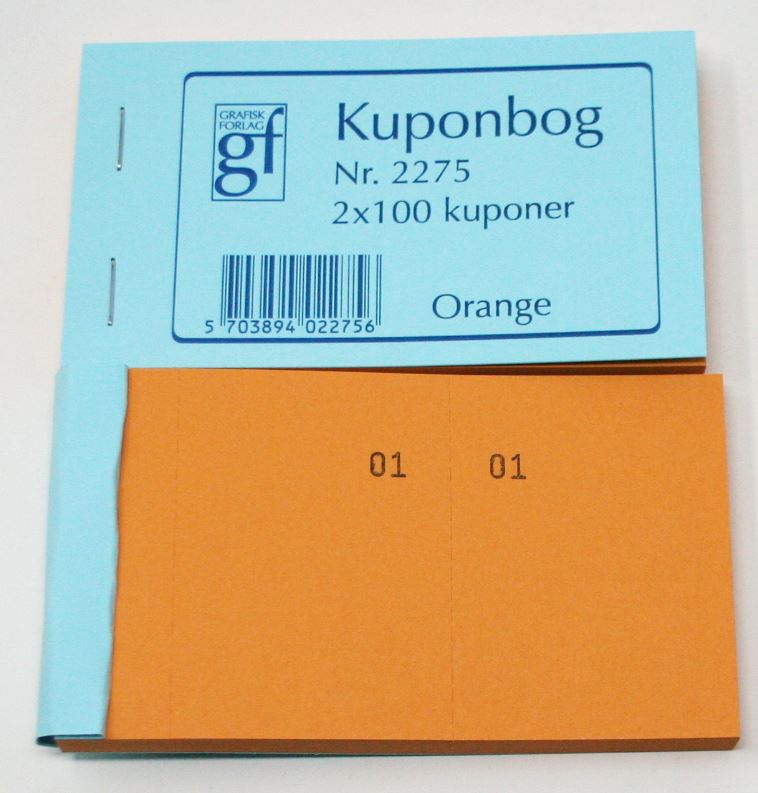 GRAFISK
FORLAG
gf
Kuponbog
Nr. 2275
2x100 kuponer
5 703894 022756
Orange
01 01